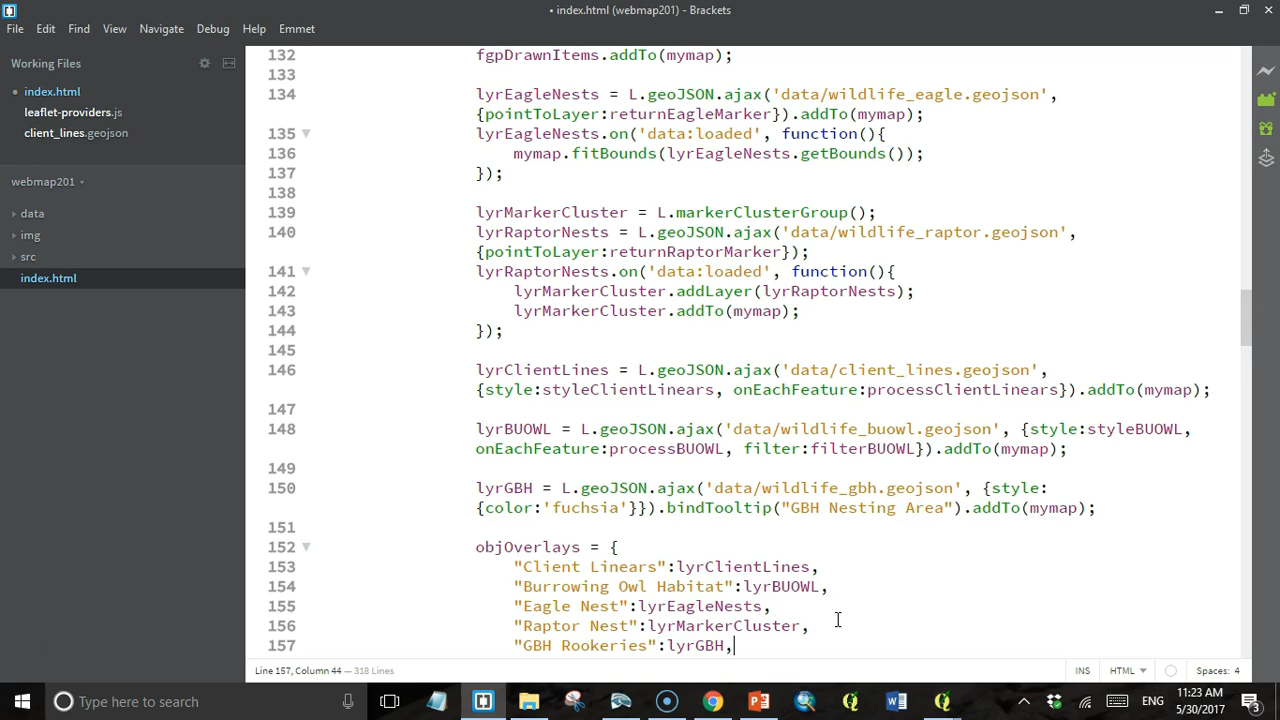 • index.html (webmap201) - Brackets
File Edit Find View Navigate Debug Help Emmet
Working Files
index.html
leaflet-providers.js
client_lines.geojson
webmap201
data
img
src
index.html
132 fgpDrawnItems.addTo(mymap);
133
134 lyrEagleNests = L.geoJSON.ajax('data/wildlife_eagle.geojson',
{pointToLayer:returnEagleMarker}).addTo(mymap);
135 lyrEagleNests.on('data:loaded', function(){
136 mymap.fitBounds(lyrEagleNests.getBounds());
137 });
138
139 lyrMarkerCluster = L.markerClusterGroup();
140 lyrRaptorNests = L.geoJSON.ajax('data/wildlife_raptor.geojson',
{pointToLayer:returnRaptorMarker});
141 lyrRaptorNests.on('data:loaded', function(){
142 lyrMarkerCluster.addLayer(lyrRaptorNests);
143 lyrMarkerCluster.addTo(mymap);
144 });
145
146 lyrClientLines = L.geoJSON.ajax('data/client_lines.geojson',
{style:styleClientLinears, onEachFeature:processClientLinears}).addTo(mymap);
147
148 lyrBUOWL = L.geoJSON.ajax('data/wildlife_buowl.geojson', {style:styleBUOWL,
onEachFeature:processBUOWL, filter:filterBUOWL}).addTo(mymap);
149
150 lyrGBH = L.geoJSON.ajax('data/wildlife_gbh.geojson', {style:
{color:'fuchsia'}}).bindTooltip("GBH Nesting Area").addTo(mymap);
151
152 objOverlays = {
153 "Client Linears":lyrClientLines,
154 "Burrowing Owl Habitat":lyrBUOWL,
155 "Eagle Nest":lyrEagleNests,
156 "Raptor Nest":lyrMarkerCluster,
157 "GBH Rookeries":lyrGBH,
Line 157, Column 44 — 318 Lines
INS HTML Spaces: 4
Type here to search
ENG
11:23 AM
5/30/2017
3